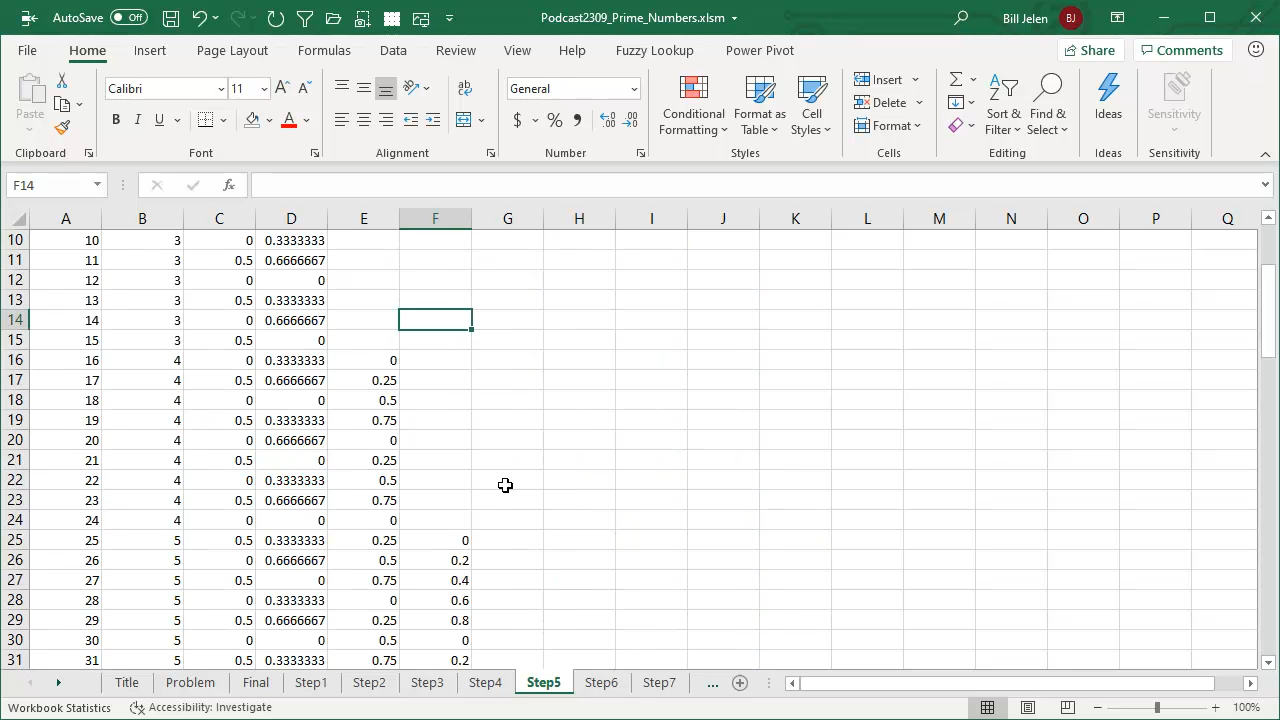 AutoSave Off Podcast2309_Prime_Numbers.xlsm Bill Jelen BJ
File Home Insert Page Layout Formulas Data Review View Help Fuzzy Lookup Power Pivot Share Comments
Paste Calibri 11 General Conditional Formatting Format as Table Cell Styles Insert Delete Format Sort & Filter Find & Select Ideas Sensitivity
Clipboard Font Alignment Number Styles Cells Editing Ideas Sensitivity
F14 fx
A B C D E F G H I J K L M N O P Q
10 10 3 0 0.3333333
11 11 3 0.5 0.6666667
12 12 3 0 0
13 13 3 0.5 0.3333333
14 14 3 0 0.6666667
15 15 3 0.5 0
16 16 4 0 0.3333333 0
17 17 4 0.5 0.6666667 0.25
18 18 4 0 0 0.5
19 19 4 0.5 0.3333333 0.75
20 20 4 0 0.6666667 0
21 21 4 0.5 0 0.25
22 22 4 0 0.3333333 0.5
23 23 4 0.5 0.6666667 0.75
24 24 4 0 0 0
25 25 5 0.5 0.3333333 0.25 0
26 26 5 0 0.6666667 0.5 0.2
27 27 5 0.5 0 0.75 0.4
28 28 5 0 0.3333333 0 0.6
29 29 5 0.5 0.6666667 0.25 0.8
30 30 5 0 0 0.5 0
31 31 5 0.5 0.3333333 0.75 0.2
Title Problem Final Step1 Step2 Step3 Step4 Step5 Step6 Step7 ...
Workbook Statistics Accessibility: Investigate 100%